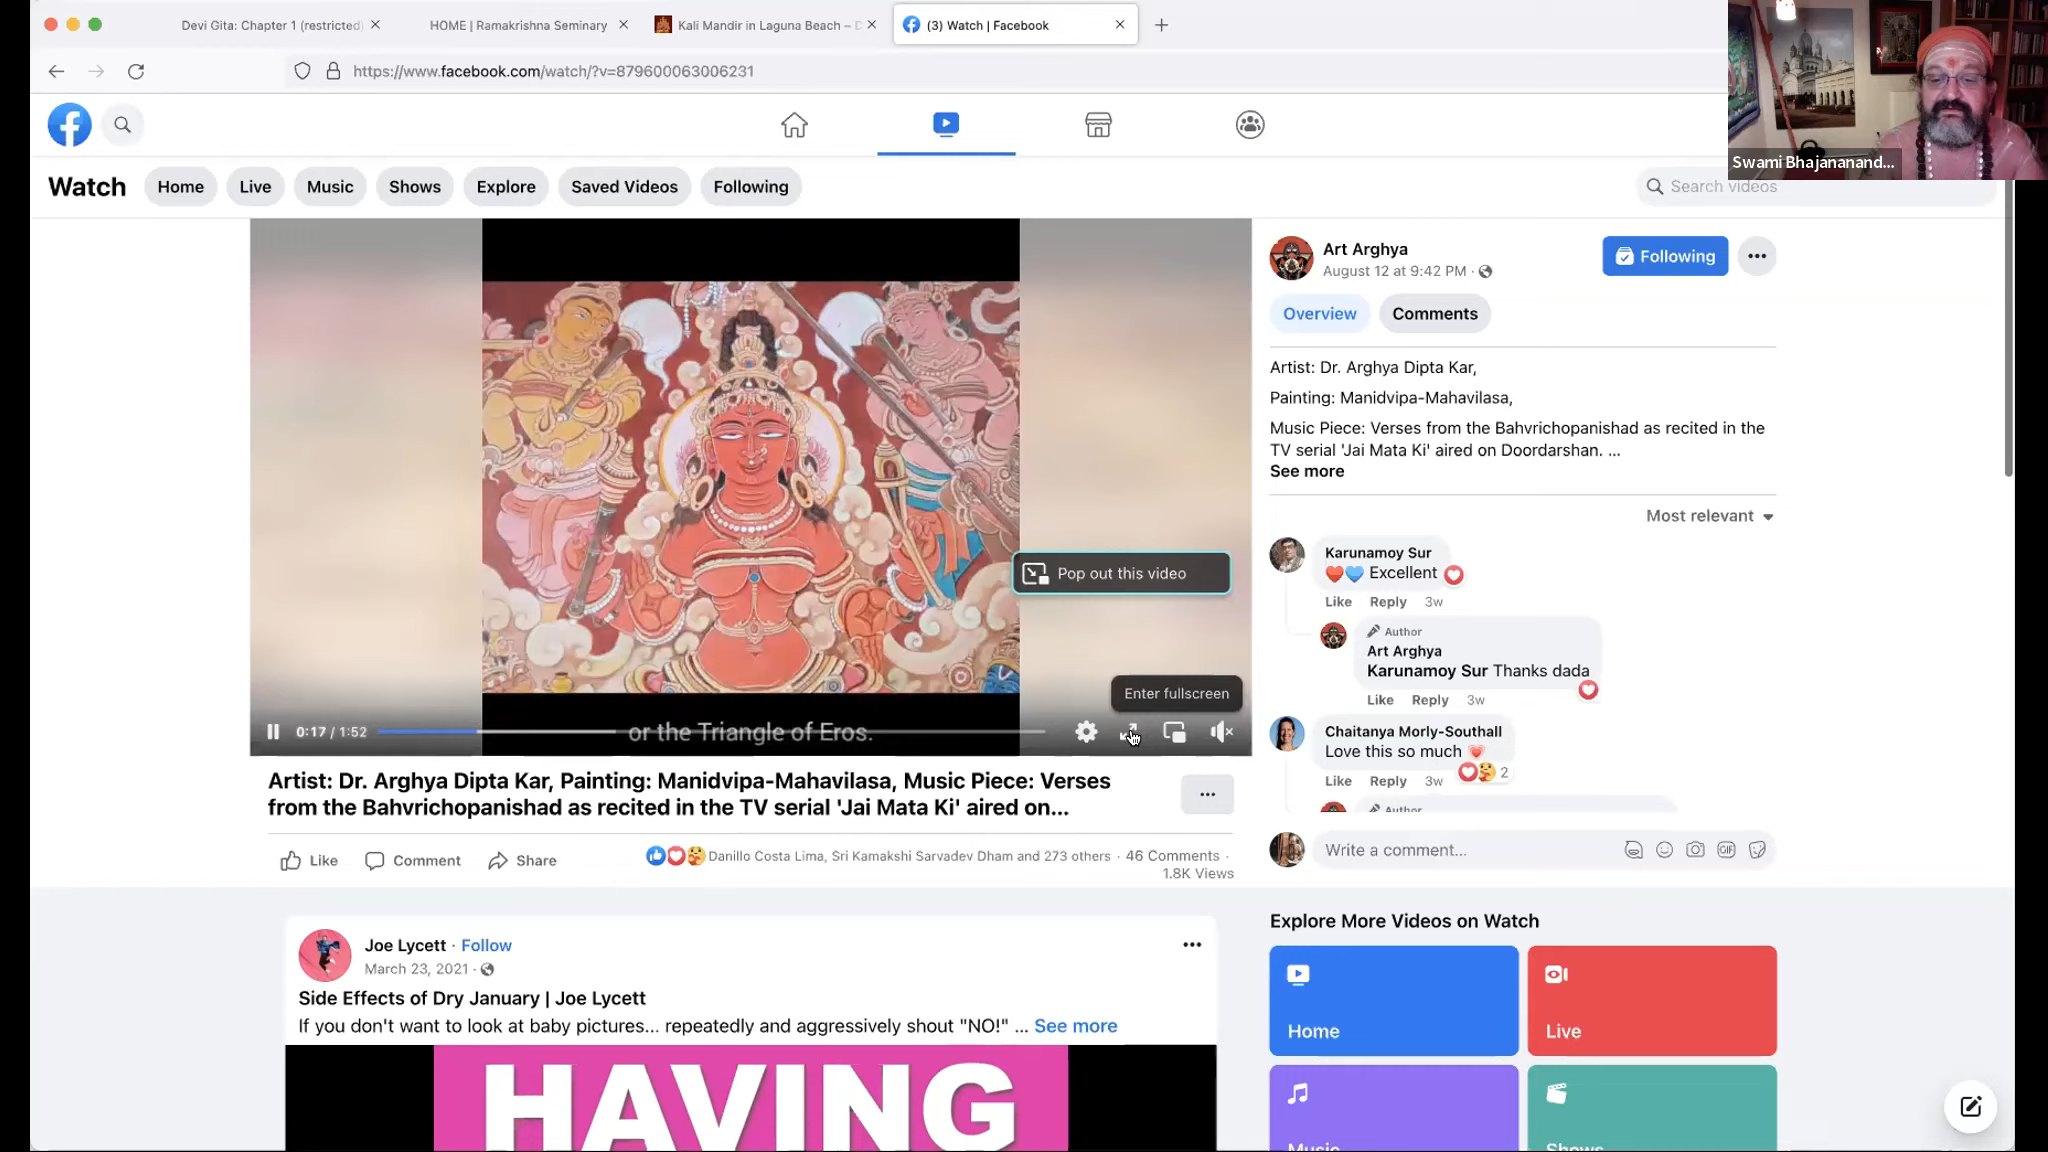 Devi Gita: Chapter 1 (restricted)
HOME | Ramakrishna Seminary
Kali Mandir in Laguna Beach – D
(3) Watch | Facebook
https://www.facebook.com/watch/?v=879600063006231
Swami Bhajananand...
Watch
Home
Live
Music
Shows
Explore
Saved Videos
Following
Search videos
Pop out this video
Enter fullscreen
0:17 / 1:52
or the Triangle of Eros.
Artist: Dr. Arghya Dipta Kar, Painting: Manidvipa-Mahavilasa, Music Piece: Verses
from the Bahvrichopanishad as recited in the TV serial 'Jai Mata Ki' aired on...
...
Like
Comment
Share
Danillo Costa Lima, Sri Kamakshi Sarvadev Dham and 273 others · 46 Comments ·
1.8K Views
Art Arghya
August 12 at 9:42 PM ·
Following
...
Overview
Comments
Artist: Dr. Arghya Dipta Kar,
Painting: Manidvipa-Mahavilasa,
Music Piece: Verses from the Bahvrichopanishad as recited in the
TV serial 'Jai Mata Ki' aired on Doordarshan. ...
See more
Most relevant
Karunamoy Sur
❤️💙 Excellent
Like Reply 3w
Author
Art Arghya
Karunamoy Sur Thanks dada
Like Reply 3w
Chaitanya Morly-Southall
Love this so much 💗
2
Like Reply 3w
Author
Write a comment...
GIF
Joe Lycett · Follow
March 23, 2021 ·
...
Side Effects of Dry January | Joe Lycett
If you don't want to look at baby pictures... repeatedly and aggressively shout "NO!" ... See more
HAVING
Explore More Videos on Watch
Home
Live
Music
Shows